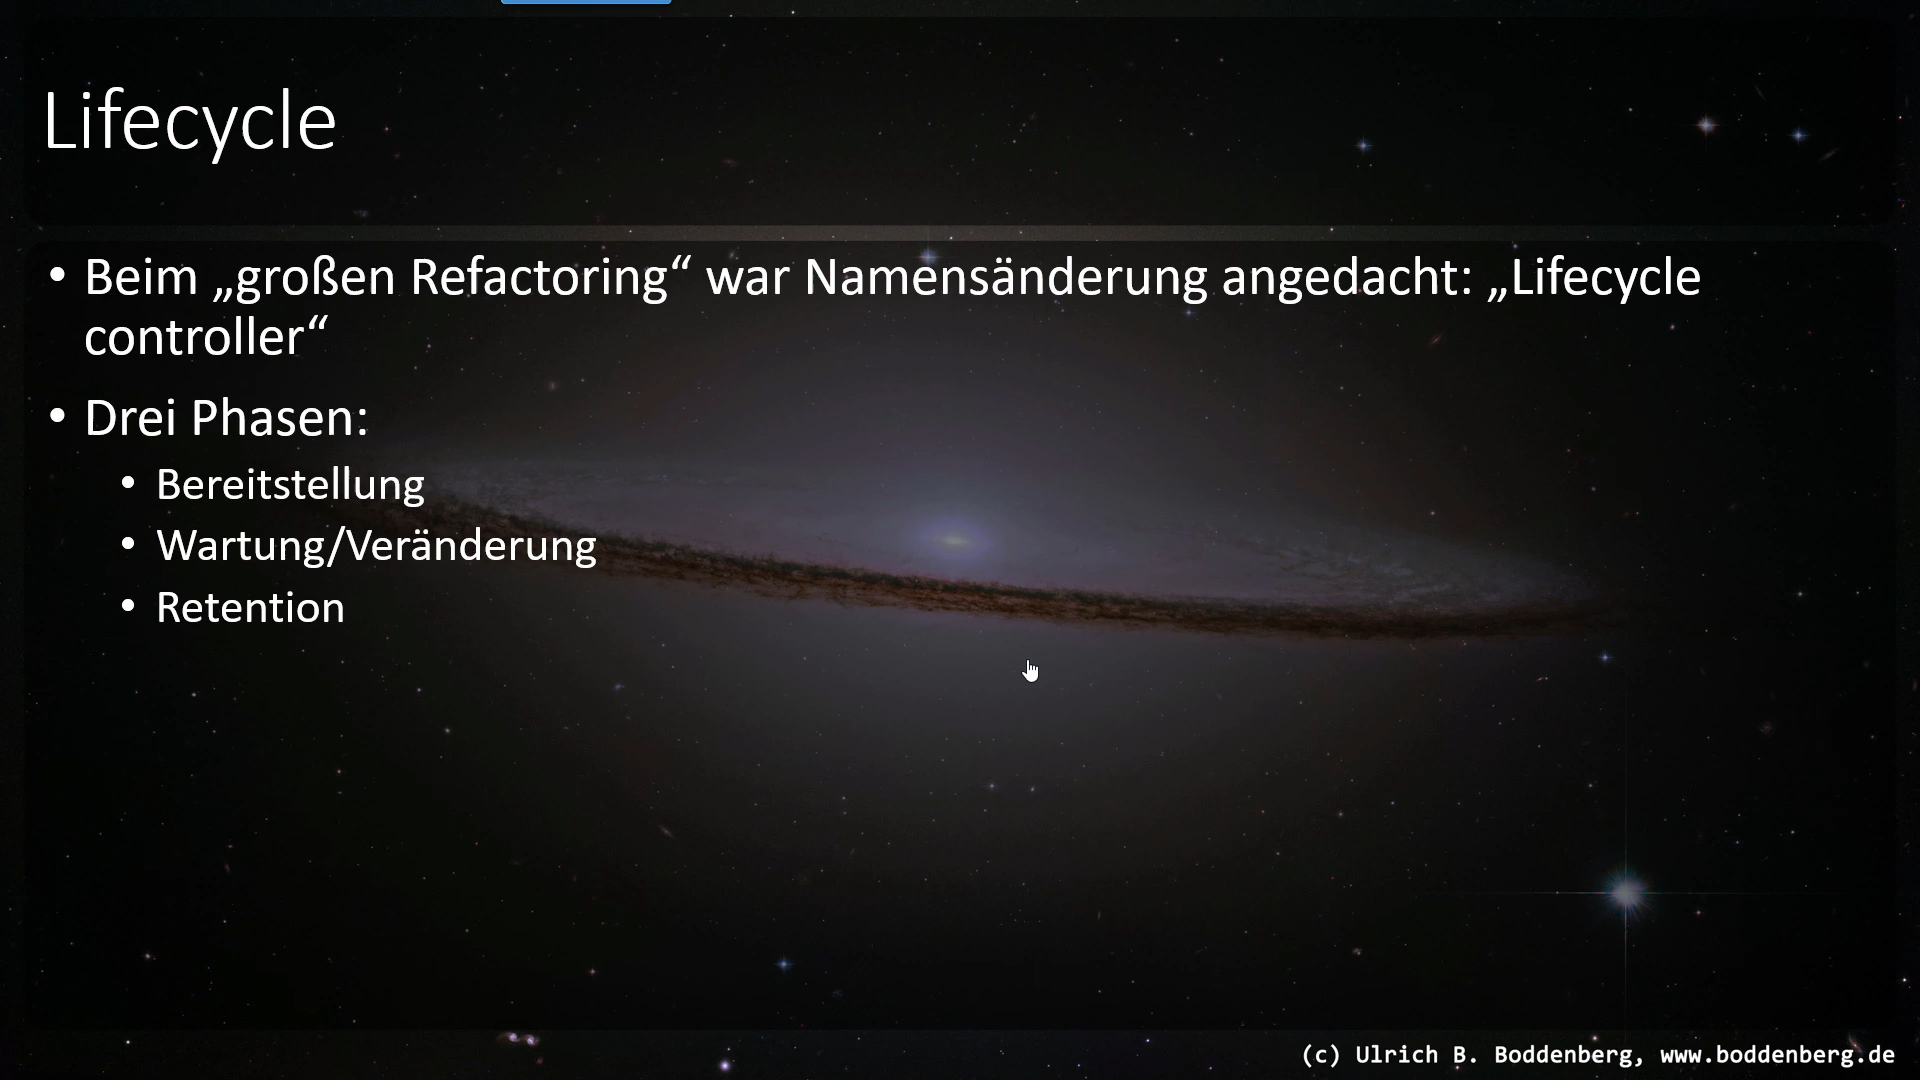 Lifecycle
• Beim „großen Refactoring“ war Namensänderung angedacht: „Lifecycle
controller“
• Drei Phasen:
• Bereitstellung
• Wartung/Veränderung
• Retention
(c) Ulrich B. Boddenberg, www.boddenberg.de